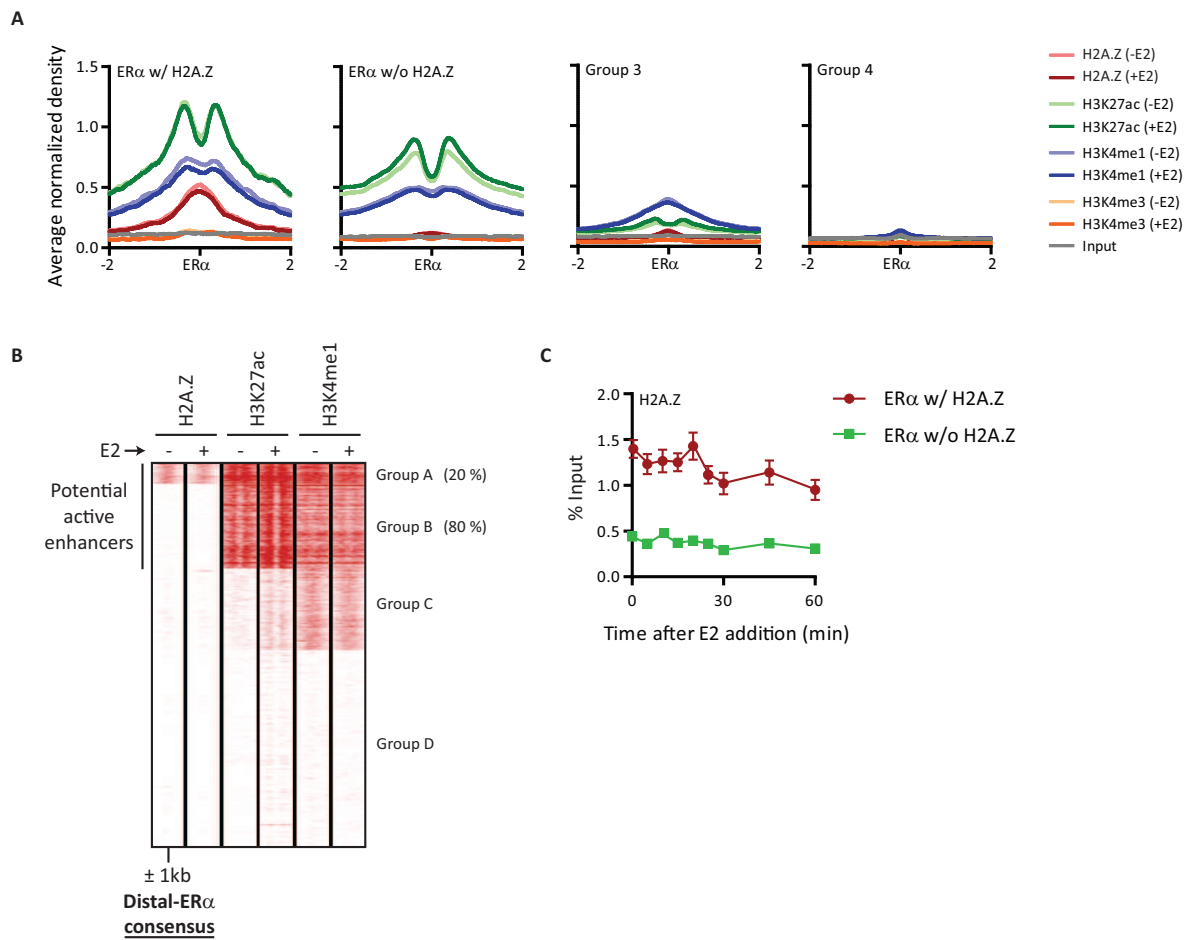 A
Average normalized density
1.5
1.0
0.5
0.0
ERα w/ H2A.Z
-2
ERα
2
ERα w/o H2A.Z
-2
ERα
2
Group 3
-2
ERα
2
Group 4
-2
ERα
2
H2A.Z (-E2)
H2A.Z (+E2)
H3K27ac (-E2)
H3K27ac (+E2)
H3K4me1 (-E2)
H3K4me1 (+E2)
H3K4me3 (-E2)
H3K4me3 (+E2)
Input
B
H2A.Z
H3K27ac
H3K4me1
E2 → - + - + - +
Potential
active
enhancers
Group A (20 %)
Group B (80 %)
Group C
Group D
± 1kb
Distal-ERα
consensus
C
% Input
2.0
1.5
1.0
0.5
0.0
H2A.Z
0
30
60
Time after E2 addition (min)
ERα w/ H2A.Z
ERα w/o H2A.Z